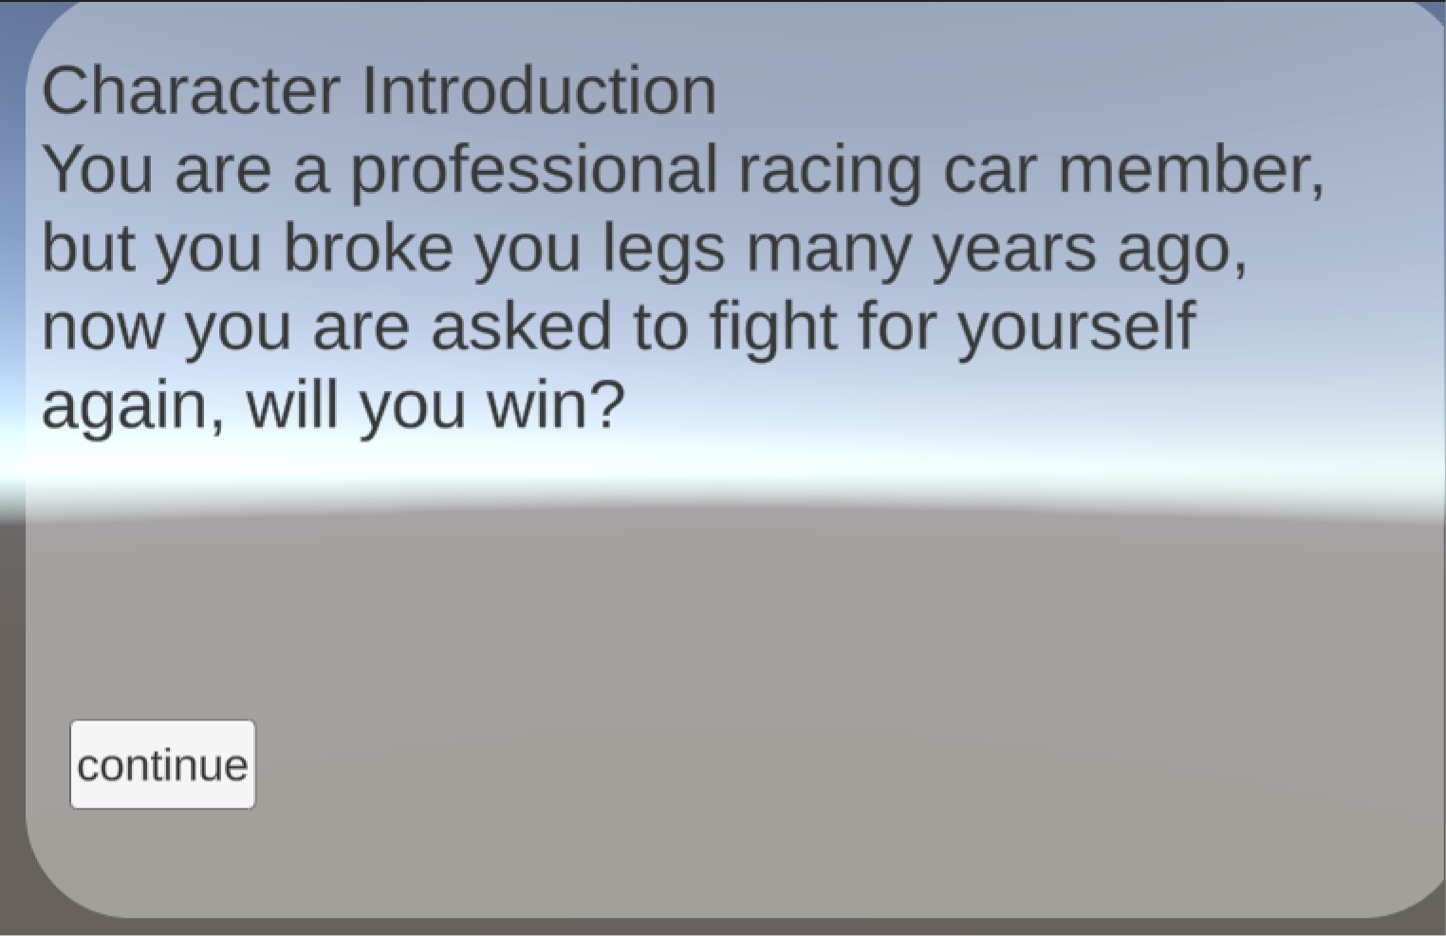 Character Introduction
You are a professional racing car member,
but you broke you legs many years ago,
now you are asked to fight for yourself
again, will you win?
continue